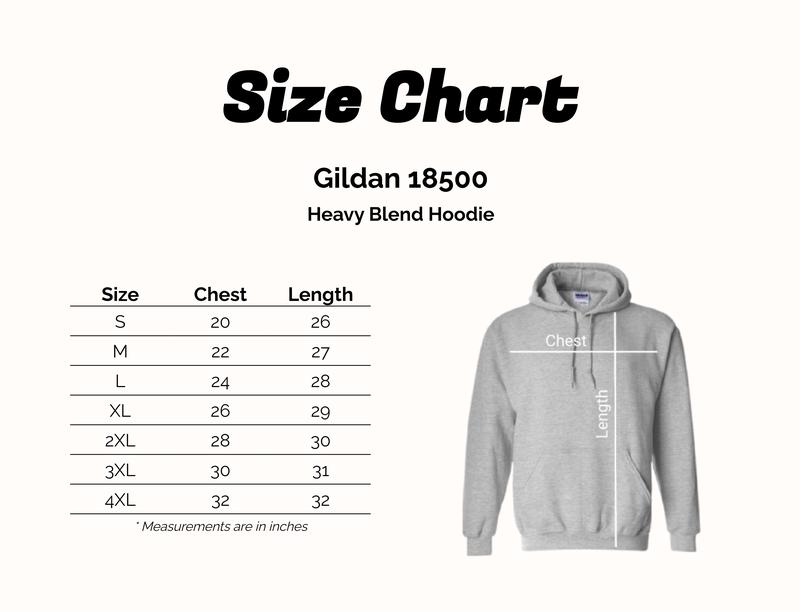 Size Chart
Gildan 18500
Heavy Blend Hoodie
Size Chest Length
S 20 26
M 22 27
L 24 28
XL 26 29
2XL 28 30
3XL 30 31
4XL 32 32
* Measurements are in inches
Chest
Length